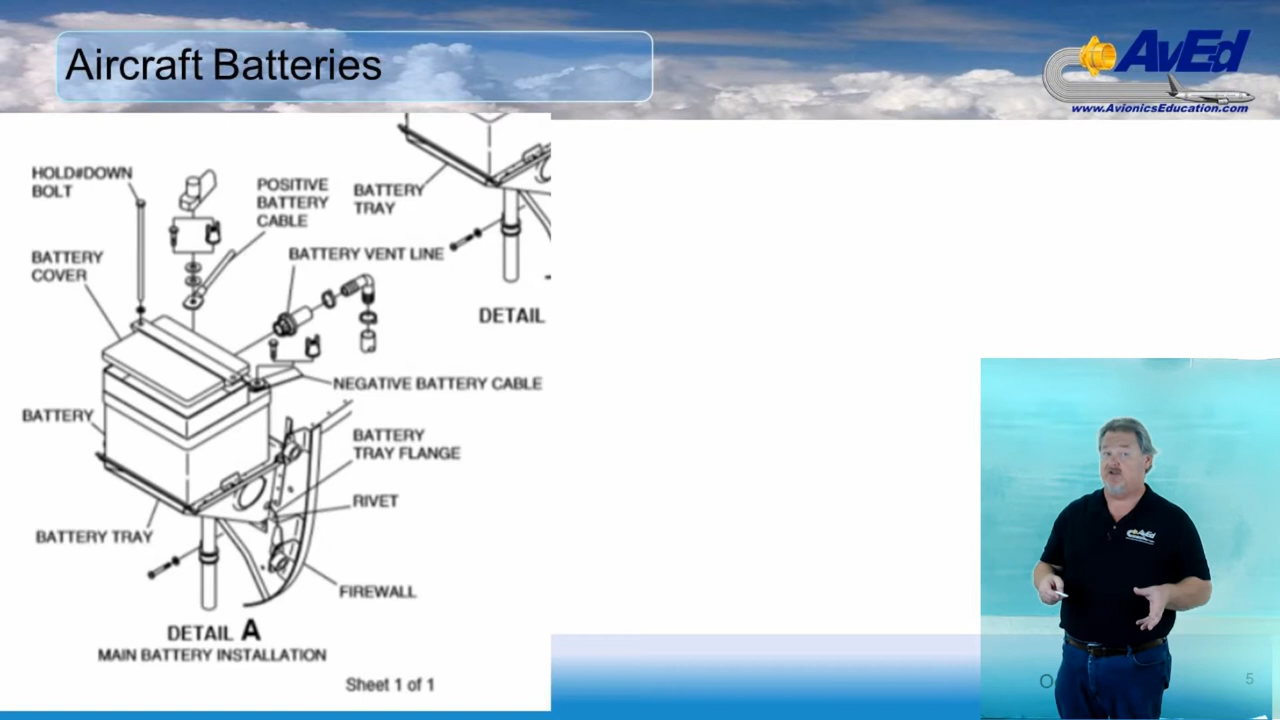 Aircraft Batteries
AvEd
www.AvionicsEducation.com
HOLD#DOWN
BOLT
POSITIVE
BATTERY
CABLE
BATTERY
TRAY
BATTERY
COVER
BATTERY VENT LINE
DETAIL
NEGATIVE BATTERY CABLE
BATTERY
BATTERY
TRAY FLANGE
RIVET
BATTERY TRAY
FIREWALL
DETAIL A
MAIN BATTERY INSTALLATION
Sheet 1 of 1
AvEd
5